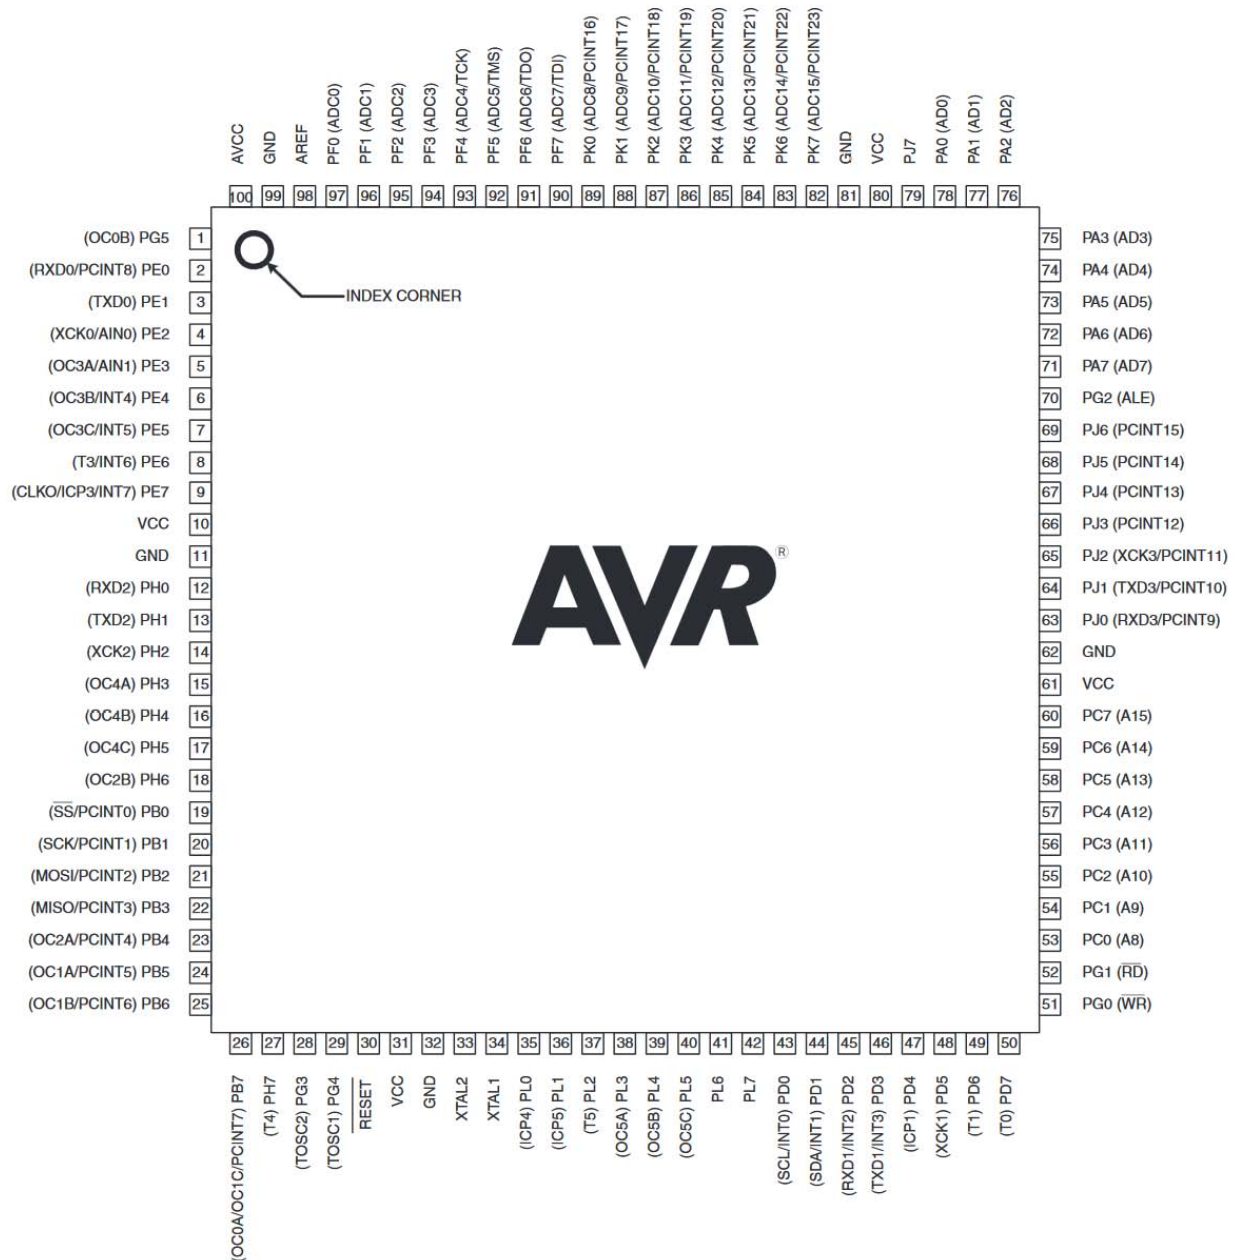 AVCC
GND
AREF
PF0 (ADC0)
PF1 (ADC1)
PF2 (ADC2)
PF3 (ADC3)
PF4 (ADC4/TCK)
PF5 (ADC5/TMS)
PF6 (ADC6/TDO)
PF7 (ADC7/TDI)
PK0 (ADC8/PCINT16)
PK1 (ADC9/PCINT17)
PK2 (ADC10/PCINT18)
PK3 (ADC11/PCINT19)
PK4 (ADC12/PCINT20)
PK5 (ADC13/PCINT21)
PK6 (ADC14/PCINT22)
PK7 (ADC15/PCINT23)
GND
VCC
PJ7
PA0 (AD0)
PA1 (AD1)
PA2 (AD2)
100 99 98 97 96 95 94 93 92 91 90 89 88 87 86 85 84 83 82 81 80 79 78 77 76
(OC0B) PG5 1
(RXD0/PCINT8) PE0 2
(TXD0) PE1 3
(XCK0/AIN0) PE2 4
(OC3A/AIN1) PE3 5
(OC3B/INT4) PE4 6
(OC3C/INT5) PE5 7
(T3/INT6) PE6 8
(CLKO/ICP3/INT7) PE7 9
VCC 10
GND 11
(RXD2) PH0 12
(TXD2) PH1 13
(XCK2) PH2 14
(OC4A) PH3 15
(OC4B) PH4 16
(OC4C) PH5 17
(OC2B) PH6 18
(SS/PCINT0) PB0 19
(SCK/PCINT1) PB1 20
(MOSI/PCINT2) PB2 21
(MISO/PCINT3) PB3 22
(OC2A/PCINT4) PB4 23
(OC1A/PCINT5) PB5 24
(OC1B/PCINT6) PB6 25
INDEX CORNER
AVR®
75 PA3 (AD3)
74 PA4 (AD4)
73 PA5 (AD5)
72 PA6 (AD6)
71 PA7 (AD7)
70 PG2 (ALE)
69 PJ6 (PCINT15)
68 PJ5 (PCINT14)
67 PJ4 (PCINT13)
66 PJ3 (PCINT12)
65 PJ2 (XCK3/PCINT11)
64 PJ1 (TXD3/PCINT10)
63 PJ0 (RXD3/PCINT9)
62 GND
61 VCC
60 PC7 (A15)
59 PC6 (A14)
58 PC5 (A13)
57 PC4 (A12)
56 PC3 (A11)
55 PC2 (A10)
54 PC1 (A9)
53 PC0 (A8)
52 PG1 (RD)
51 PG0 (WR)
26 27 28 29 30 31 32 33 34 35 36 37 38 39 40 41 42 43 44 45 46 47 48 49 50
(OC0A/OC1C/PCINT7) PB7
(T4) PH7
(TOSC2) PG3
(TOSC1) PG4
RESET
VCC
GND
XTAL2
XTAL1
(ICP4) PL0
(ICP5) PL1
(T5) PL2
(OC5A) PL3
(OC5B) PL4
(OC5C) PL5
PL6
PL7
(SCL/INT0) PD0
(SDA/INT1) PD1
(RXD1/INT2) PD2
(TXD1/INT3) PD3
(ICP1) PD4
(XCK1) PD5
(T1) PD6
(T0) PD7